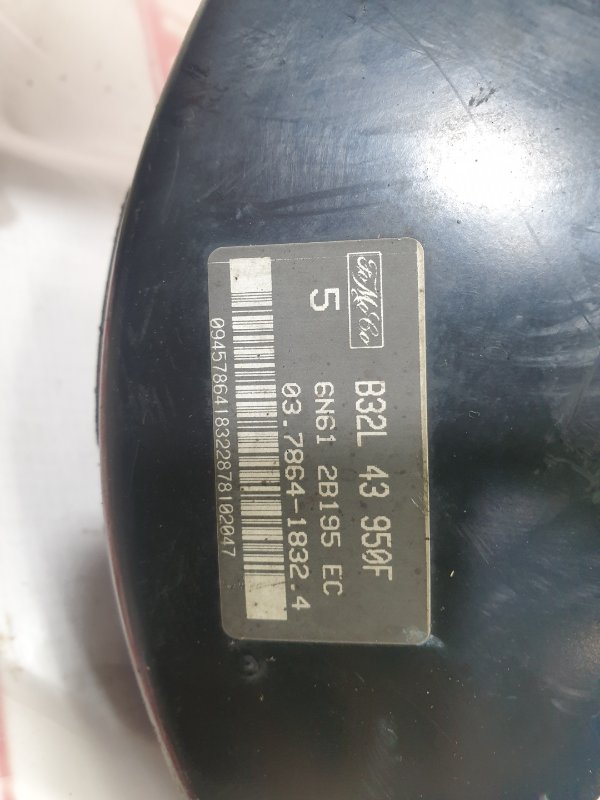 FoMoCo
B32L 43 950F
5
6N61 2B195 EC
03.7864-1832.4
0945786418322878102047